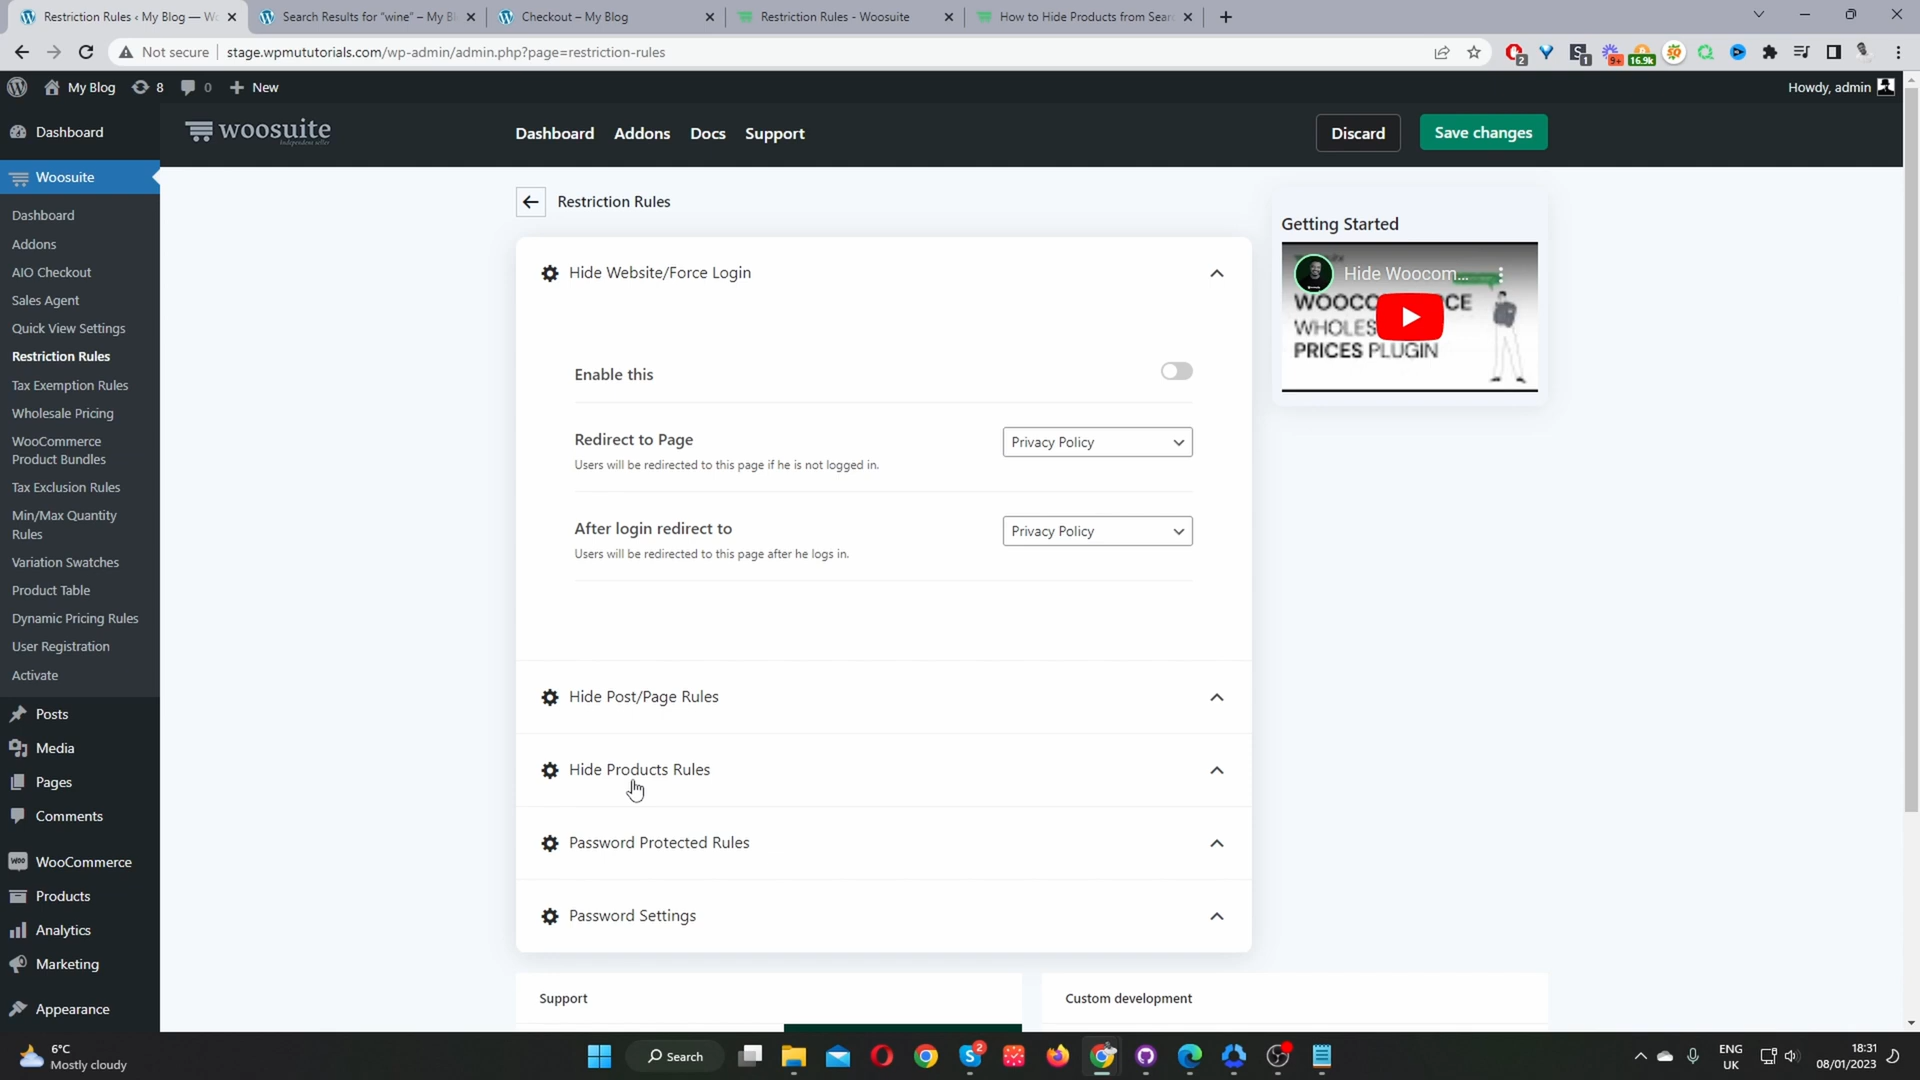 Restriction Rules ‹ My Blog — W
Search Results for "wine" – My B
Checkout – My Blog
Restriction Rules - Woosuite
How to Hide Products from Sear
Not secure
stage.wpmututorials.com/wp-admin/admin.php?page=restriction-rules
2
1
9+
16.9k
My Blog
8
0
New
Howdy, admin
Dashboard
woosuite
Independent seller
Dashboard
Addons
Docs
Support
Discard
Save changes
Woosuite
Dashboard
Addons
AIO Checkout
Sales Agent
Quick View Settings
Restriction Rules
Tax Exemption Rules
Wholesale Pricing
WooCommerce
Product Bundles
Tax Exclusion Rules
Min/Max Quantity
Rules
Variation Swatches
Product Table
Dynamic Pricing Rules
User Registration
Activate
Posts
Media
Pages
Comments
WooCommerce
Products
Analytics
Marketing
Appearance
Restriction Rules
Hide Website/Force Login
Enable this
Redirect to Page
Users will be redirected to this page if he is not logged in.
Privacy Policy
After login redirect to
Users will be redirected to this page after he logs in.
Privacy Policy
Hide Post/Page Rules
Hide Products Rules
Password Protected Rules
Password Settings
Getting Started
Hide Woocom...
PRICES PLUGIN
Support
Custom development
6°C
Mostly cloudy
Search
2
ENG
UK
18:31
08/01/2023